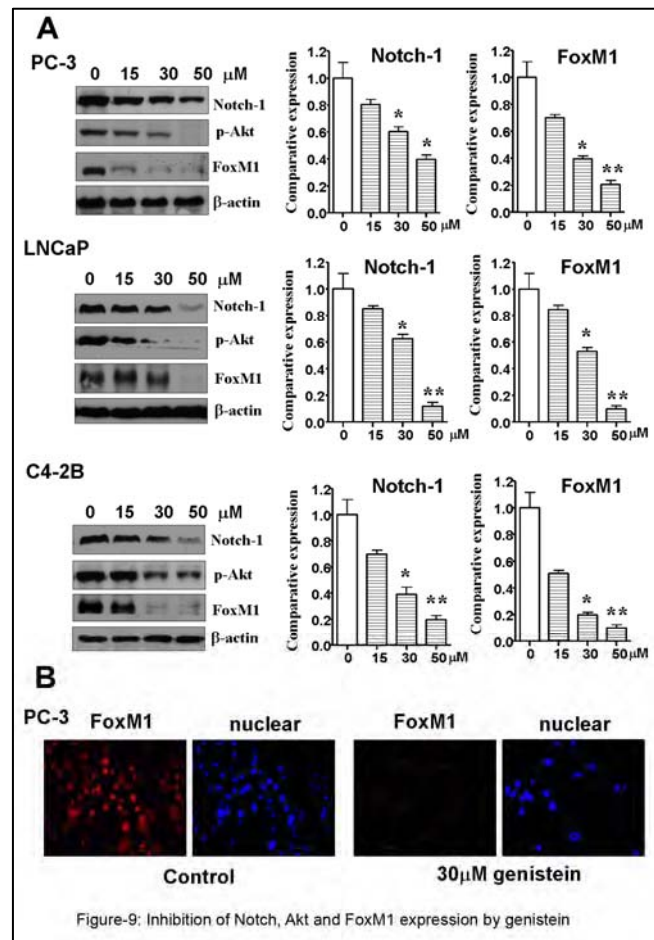 A
PC-3
0 15 30 50 μM
Notch-1
p-Akt
FoxM1
β-actin
Notch-1
Comparative expression
1.2
1.0
0.8
0.6
0.4
0.2
0.0
* *
0 15 30 50 μM
FoxM1
Comparative expression
1.2
1.0
0.8
0.6
0.4
0.2
0.0
* **
0 15 30 50 μM
LNCaP
0 15 30 50 μM
Notch-1
p-Akt
FoxM1
β-actin
Notch-1
Comparative expression
1.2
1.0
0.8
0.6
0.4
0.2
0.0
* **
0 15 30 50 μM
FoxM1
Comparative expression
1.2
1.0
0.8
0.6
0.4
0.2
0.0
* **
0 15 30 50 μM
C4-2B
0 15 30 50 μM
Notch-1
p-Akt
FoxM1
β-actin
Notch-1
Comparative expression
1.2
1.0
0.8
0.6
0.4
0.2
0.0
* **
0 15 30 50 μM
FoxM1
Comparative expression
1.2
1.0
0.8
0.6
0.4
0.2
0.0
* **
0 15 30 50 μM
B
PC-3
FoxM1 nuclear FoxM1 nuclear
Control 30μM genistein
Figure-9: Inhibition of Notch, Akt and FoxM1 expression by genistein